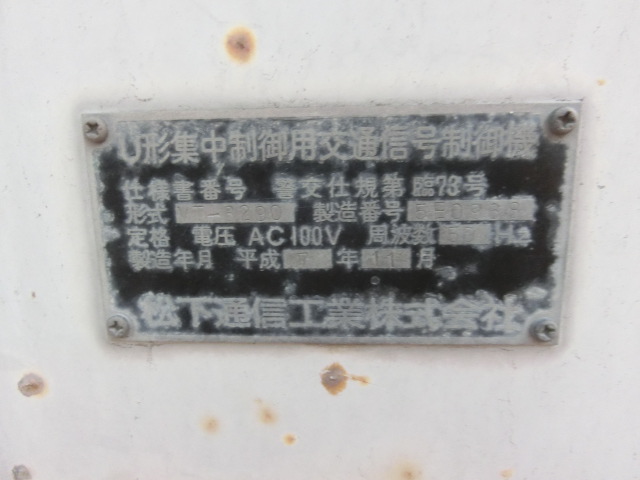 U形集中制御用交通信号制御機
仕様書番号 警交仕規第 臨73号
形式 製造番号
定格 電圧 AC100V 周波数 Hz
製造年月 平成 年 11 月
松下通信工業株式会社